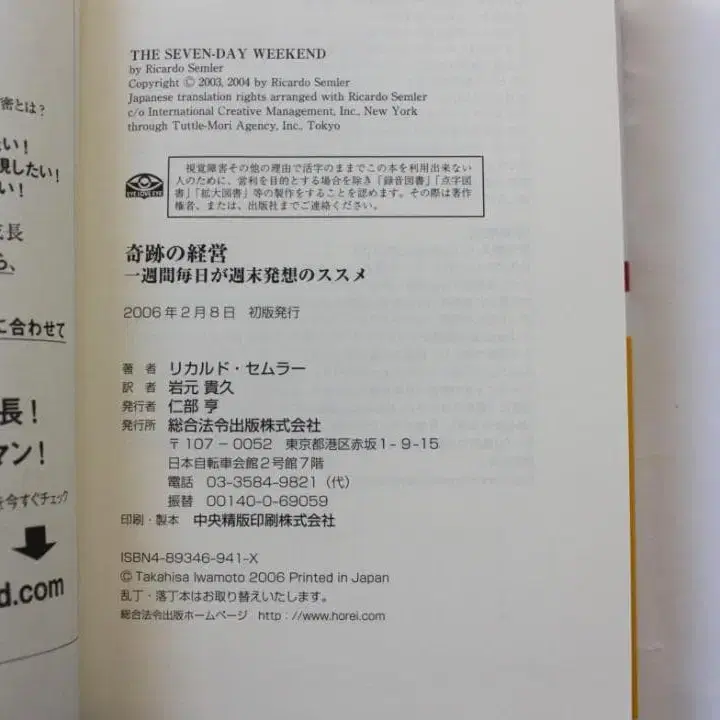 密とは？
い！
現したい！
い！
長
ら、
に合わせて
長！
マン！
を今すぐチェック
d.com
THE SEVEN-DAY WEEKEND
by Ricardo Semler
Copyright © 2003, 2004 by Ricardo Semler
Japanese translation rights arranged with Ricardo Semler
c/o International Creative Management, Inc., New York
through Tuttle-Mori Agency, Inc., Tokyo
EYE LOVE EYE
視覚障害その他の理由で活字のままでこの本を利用出来ない
人のために、営利を目的とする場合を除き「録音図書」「点字図
書」「拡大図書」等の製作をすることを認めます。その際は著作
権者、または、出版社までご連絡ください。
奇跡の経営
一週間毎日が週末発想のススメ
2006年2月8日　初版発行
著　者　リカルド・セムラー
訳　者　岩元 貴久
発行者　仁部 亨
発行所　総合法令出版株式会社
〒107－0052　東京都港区赤坂1-9-15
日本自転車会館2号館7階
電話　03-3584-9821（代）
振替　00140-0-69059
印刷・製本　中央精版印刷株式会社
ISBN4-89346-941-X
© Takahisa Iwamoto 2006 Printed in Japan
乱丁・落丁本はお取り替えいたします。
総合法令出版ホームページ　http://www.horei.com